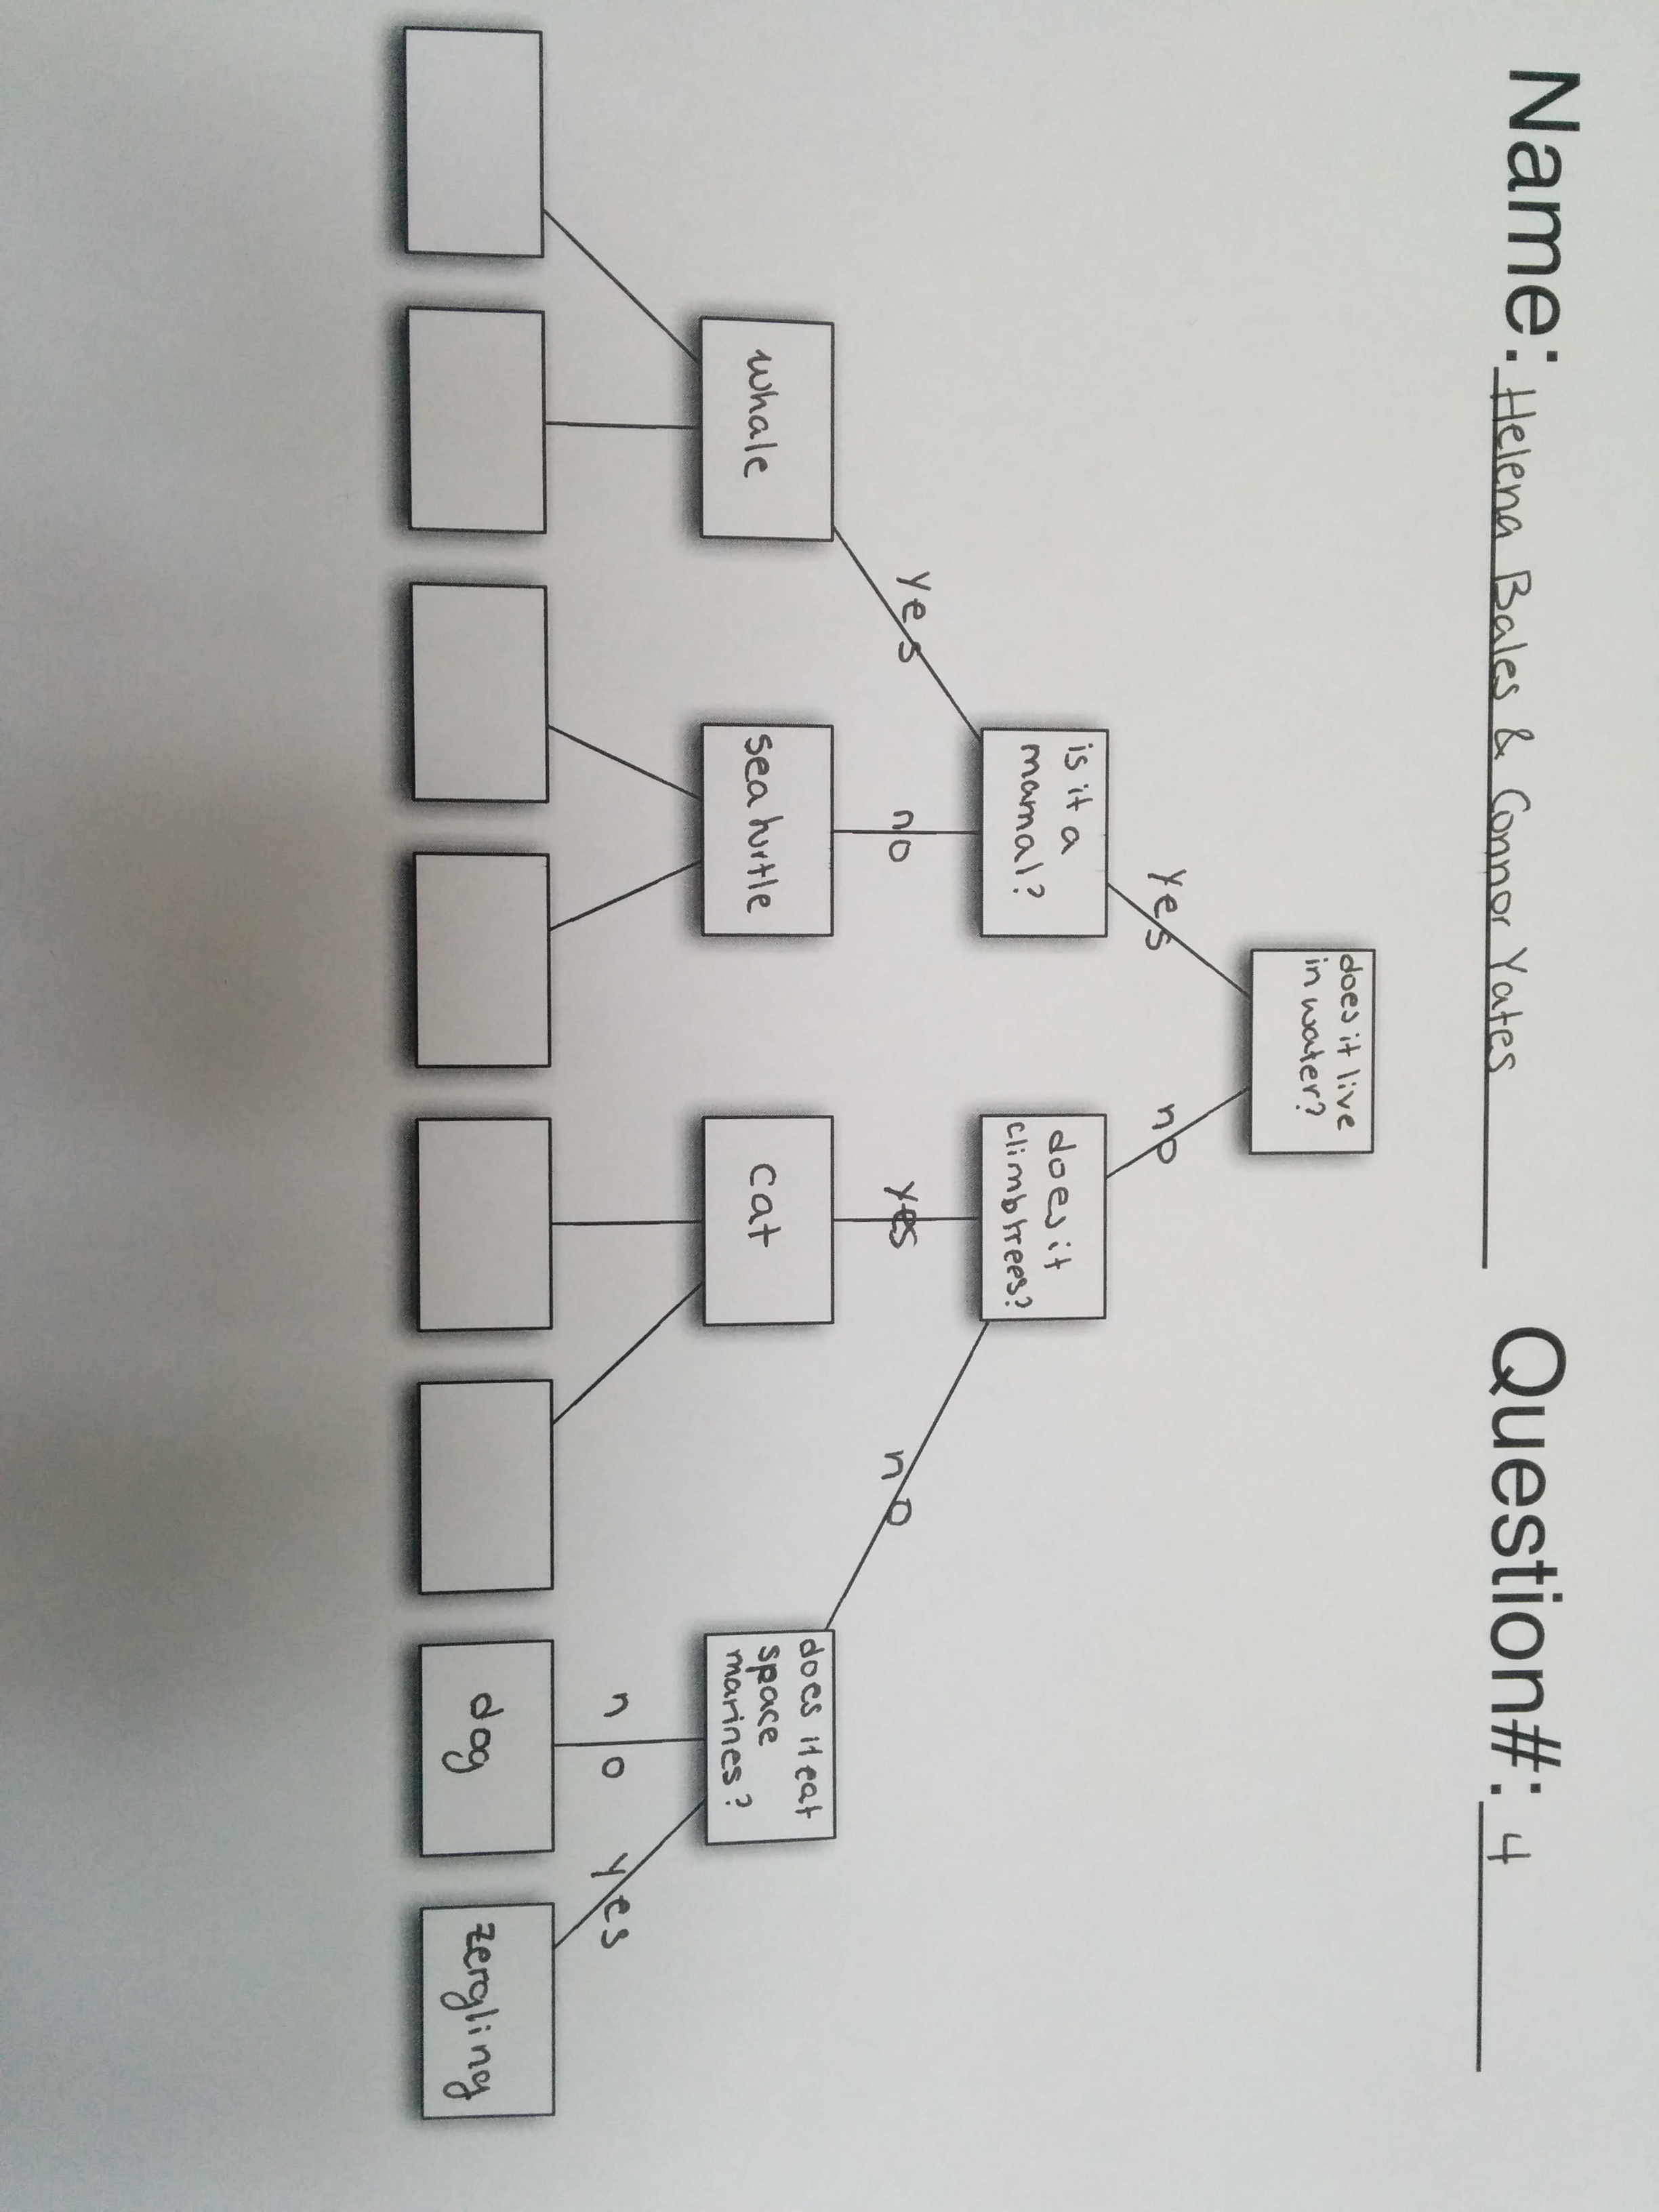 Name: Helena Bales & Connor Yates Question#: 4
does it live
in water?
yes
no
is it a
mamal?
does it
climb trees?
yes
no
yes
no
whale
sea turtle
cat
does it eat
space
marines?
no
yes
dog
zergling